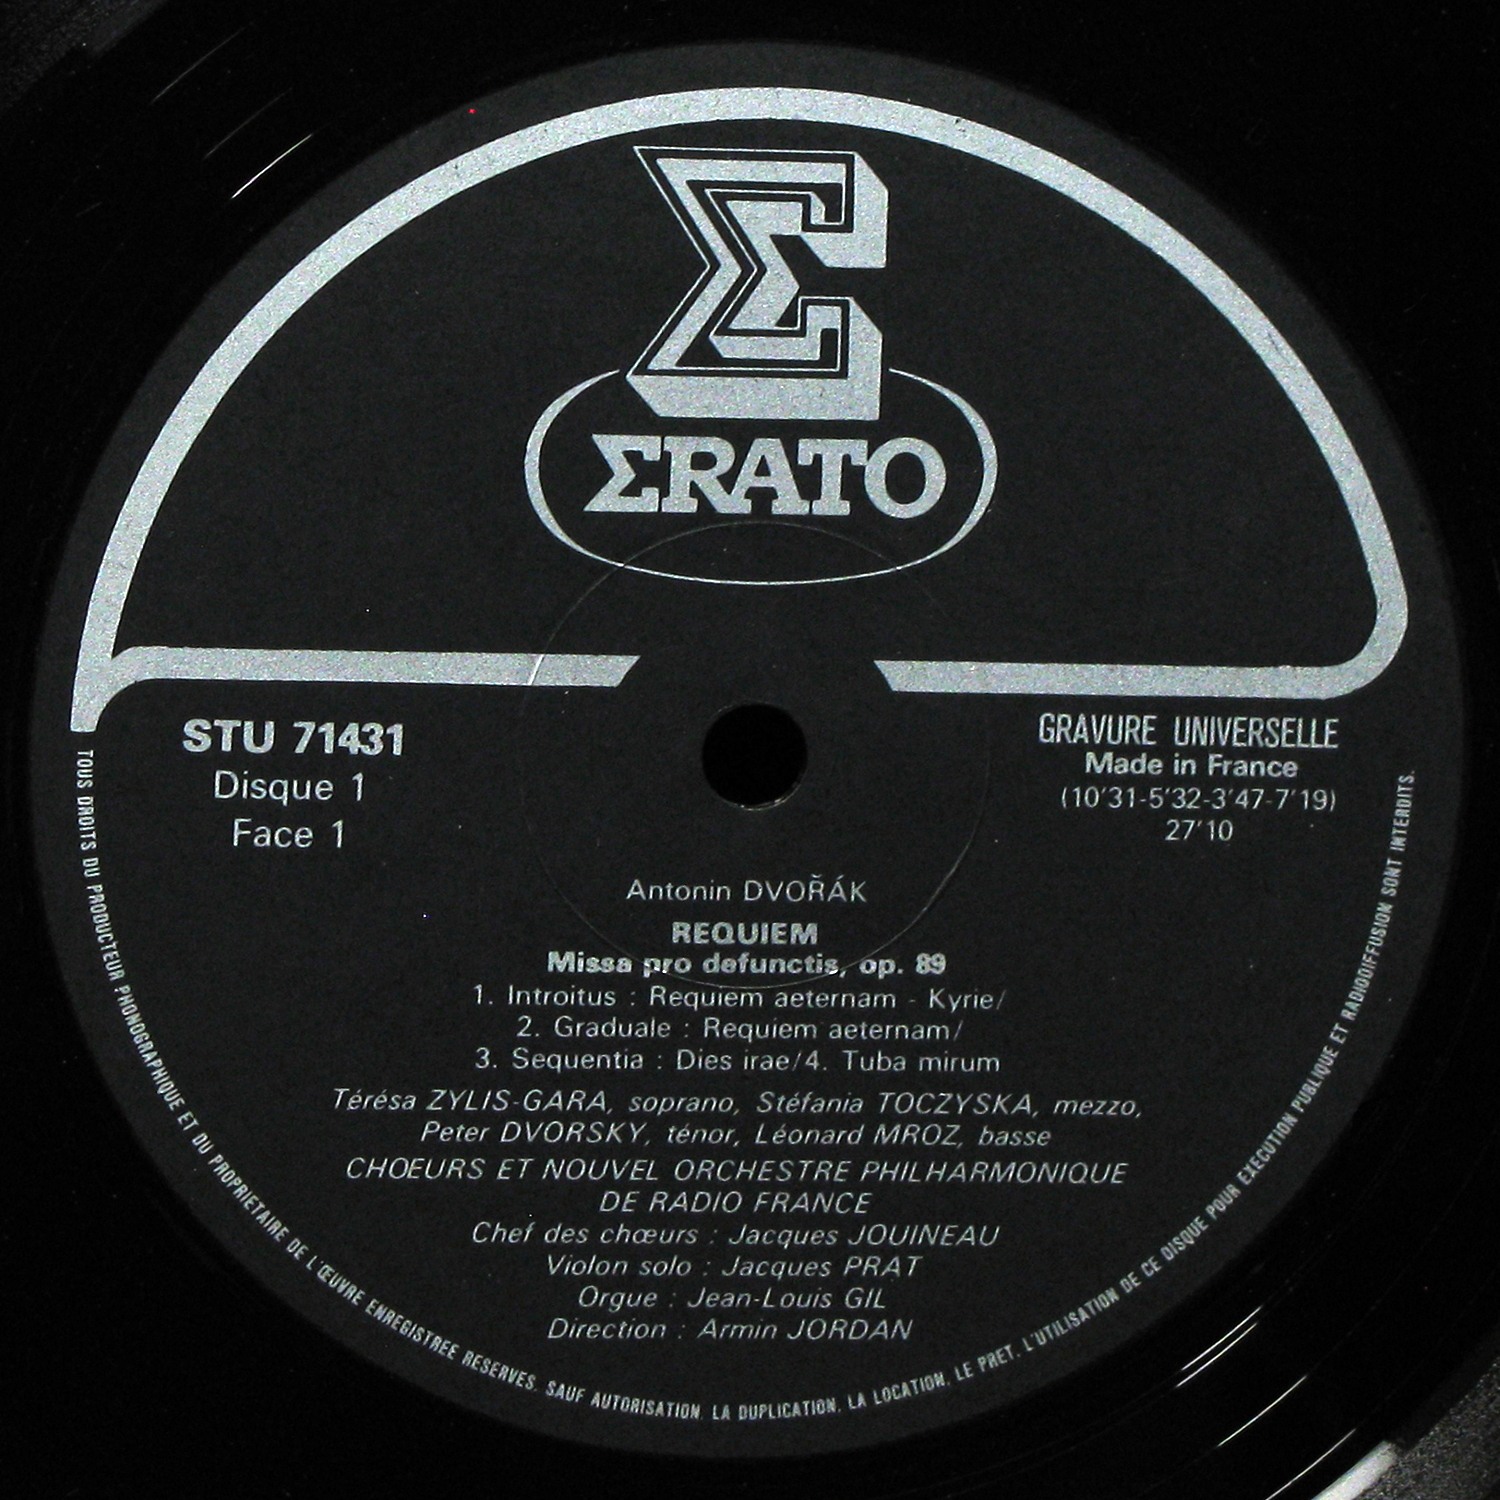 Σ
ΣRATO
STU 71431
Disque 1
Face 1
GRAVURE UNIVERSELLE
Made in France
(10'31-5'32-3'47-7'19)
27'10
Antonin DVOŘÁK
REQUIEM
Missa pro defunctis, op. 89
1. Introitus : Requiem aeternam - Kyrie/
2. Graduale : Requiem aeternam/
3. Sequentia : Dies irae/4. Tuba mirum
Térésa ZYLIS-GARA, soprano, Stéfania TOCZYSKA, mezzo,
Peter DVORSKY, ténor, Léonard MROZ, basse
CHOEURS ET NOUVEL ORCHESTRE PHILHARMONIQUE
DE RADIO FRANCE
Chef des chœurs : Jacques JOUINEAU
Violon solo : Jacques PRAT
Orgue : Jean-Louis GIL
Direction : Armin JORDAN
TOUS DROITS DU PRODUCTEUR PHONOGRAPHIQUE ET DU PROPRIETAIRE DE L'ŒUVRE ENREGISTREE RESERVES. SAUF AUTORISATION, LA DUPLICATION, LA LOCATION, LE PRET, L'UTILISATION DE CE DISQUE POUR EXECUTION PUBLIQUE ET RADIODIFFUSION SONT INTERDITS.